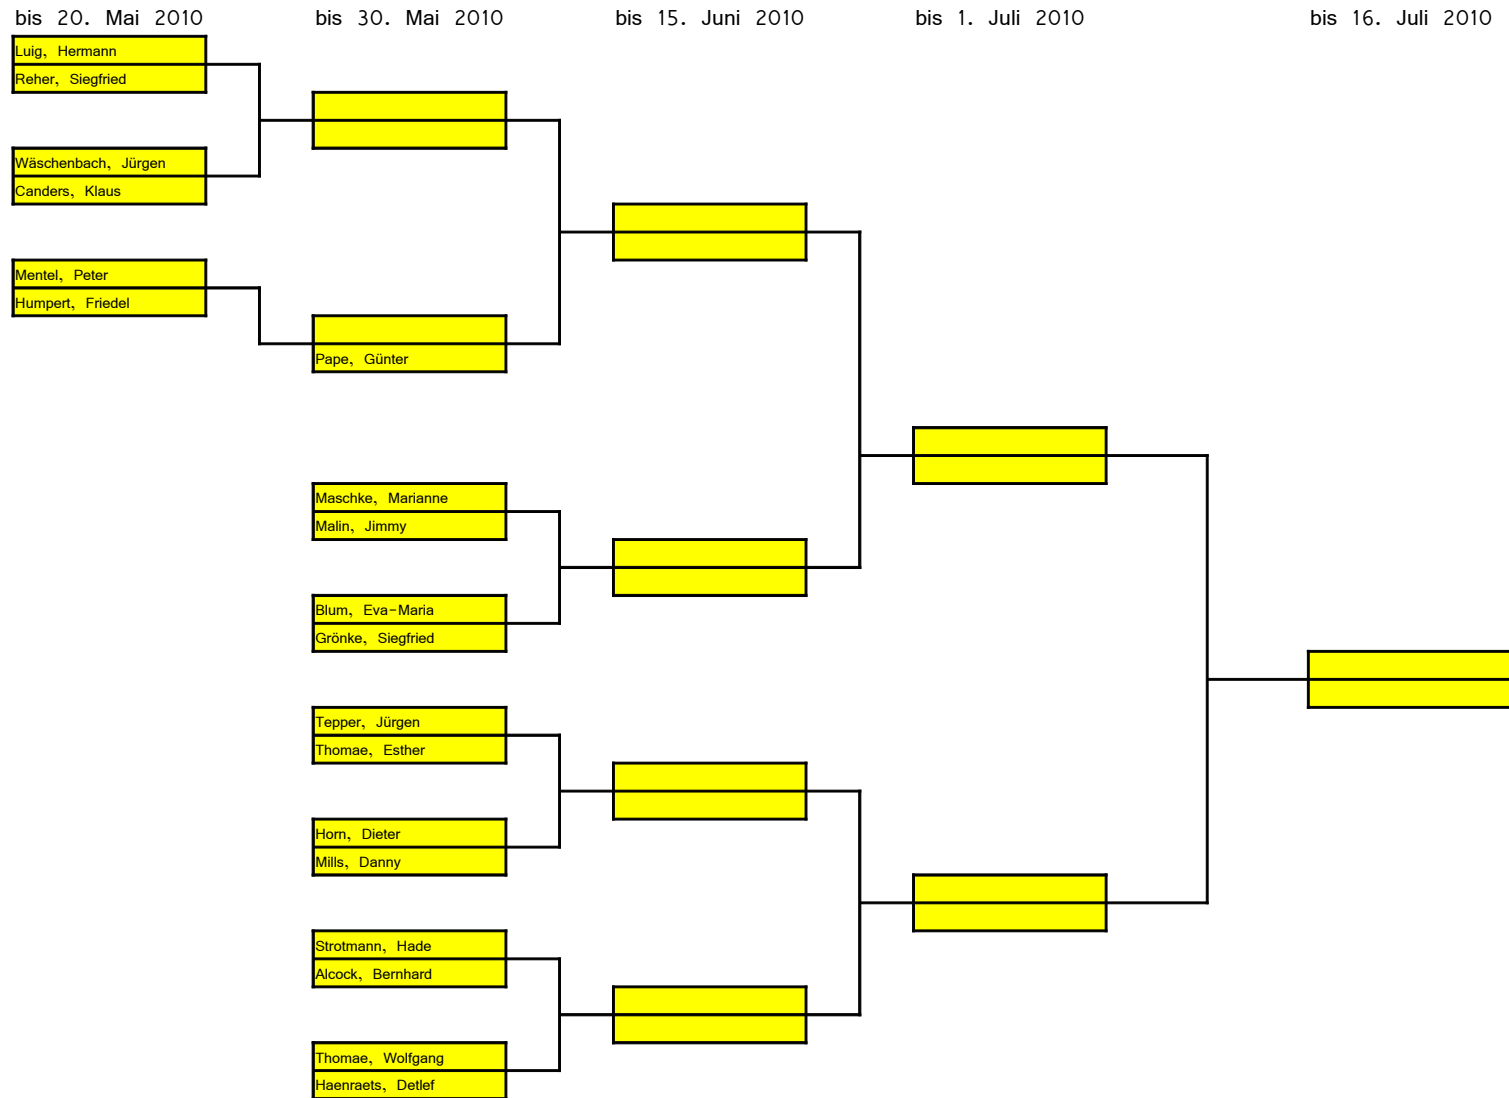 bis 20. Mai 2010
bis 30. Mai 2010
bis 15. Juni 2010
bis 1. Juli 2010
bis 16. Juli 2010
Luig, Hermann
Reher, Siegfried
Wäschenbach, Jürgen
Canders, Klaus
Mentel, Peter
Humpert, Friedel
Pape, Günter
Maschke, Marianne
Malin, Jimmy
Blum, Eva-Maria
Grönke, Siegfried
Tepper, Jürgen
Thomae, Esther
Horn, Dieter
Mills, Danny
Strotmann, Hade
Alcock, Bernhard
Thomae, Wolfgang
Haenraets, Detlef